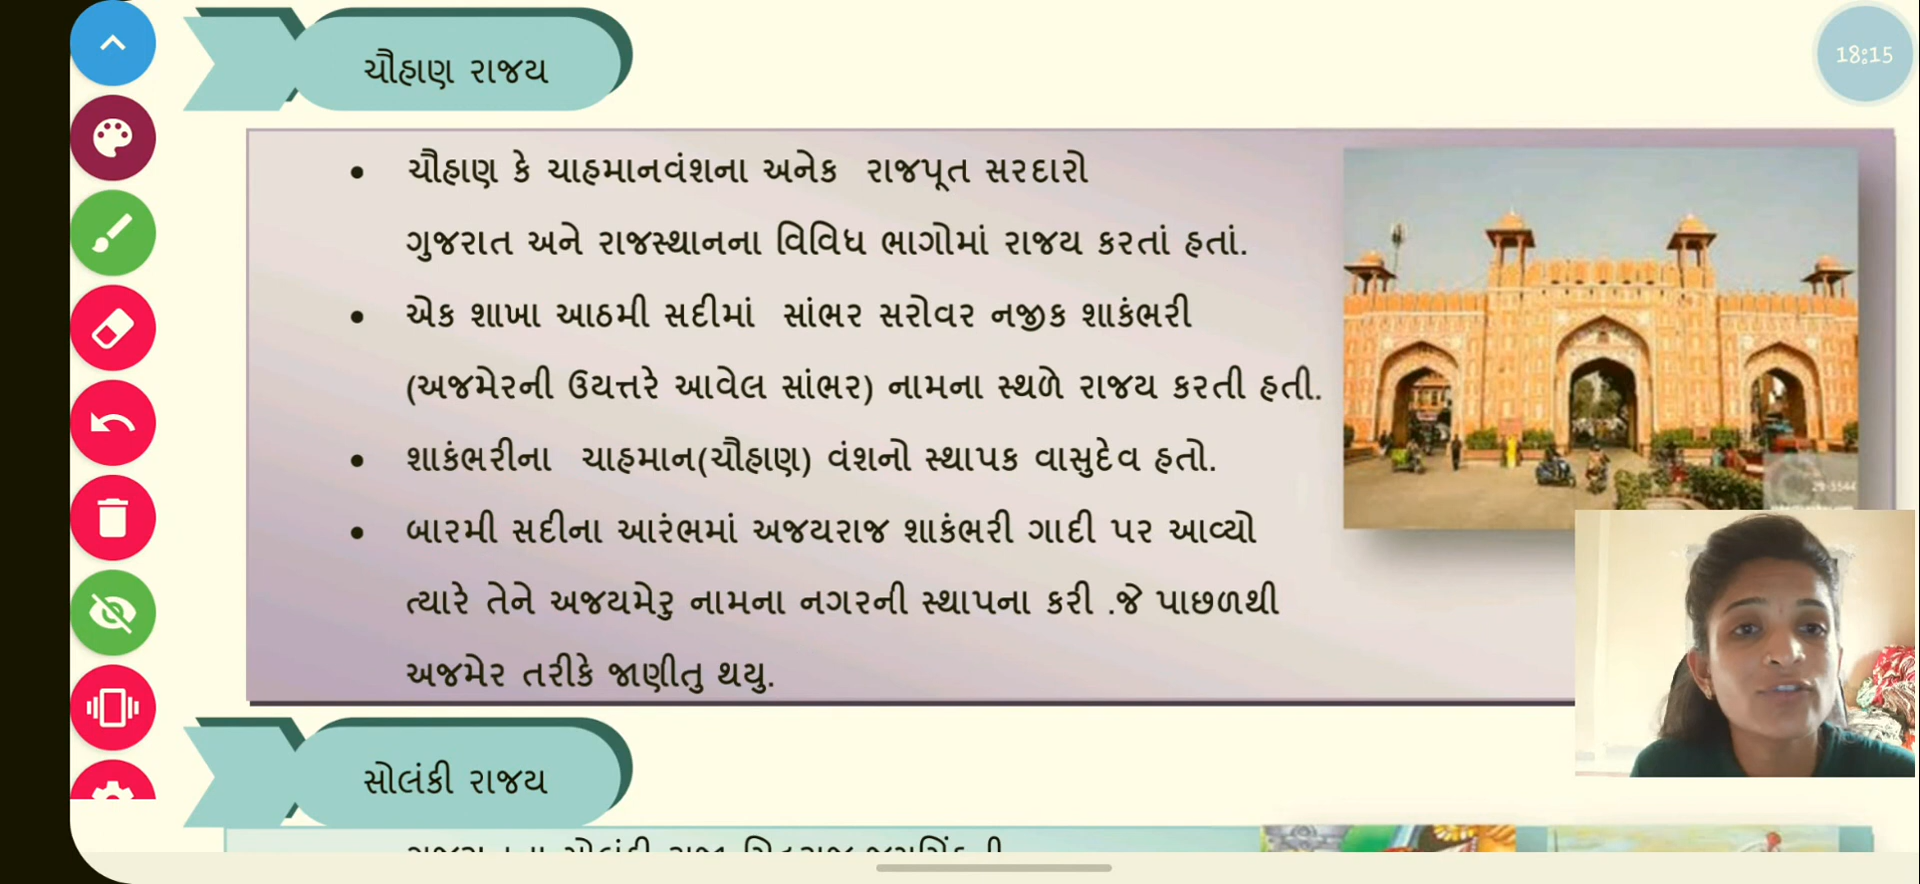 ચૌહાણ રાજય
18:15
• ચૌહાણ કે ચાહમાનવંશના અનેક રાજપૂત સરદારો
ગુજરાત અને રાજસ્થાનના વિવિધ ભાગોમાં રાજય કરતાં હતાં.
• એક શાખા આઠમી સદીમાં સાંભર સરોવર નજીક શાકંભરી
(અજમેરની ઉયત્તરે આવેલ સાંભર) નામના સ્થળે રાજય કરતી હતી.
• શાકંભરીના ચાહમાન(ચૌહાણ) વંશનો સ્થાપક વાસુદેવ હતો.
• બારમી સદીના આરંભમાં અજયરાજ શાકંભરી ગાદી પર આવ્યો
ત્યારે તેને અજયમેરુ નામના નગરની સ્થાપના કરી .જે પાછળથી
અજમેર તરીકે જાણીતુ થયુ.
સોલંકી રાજય